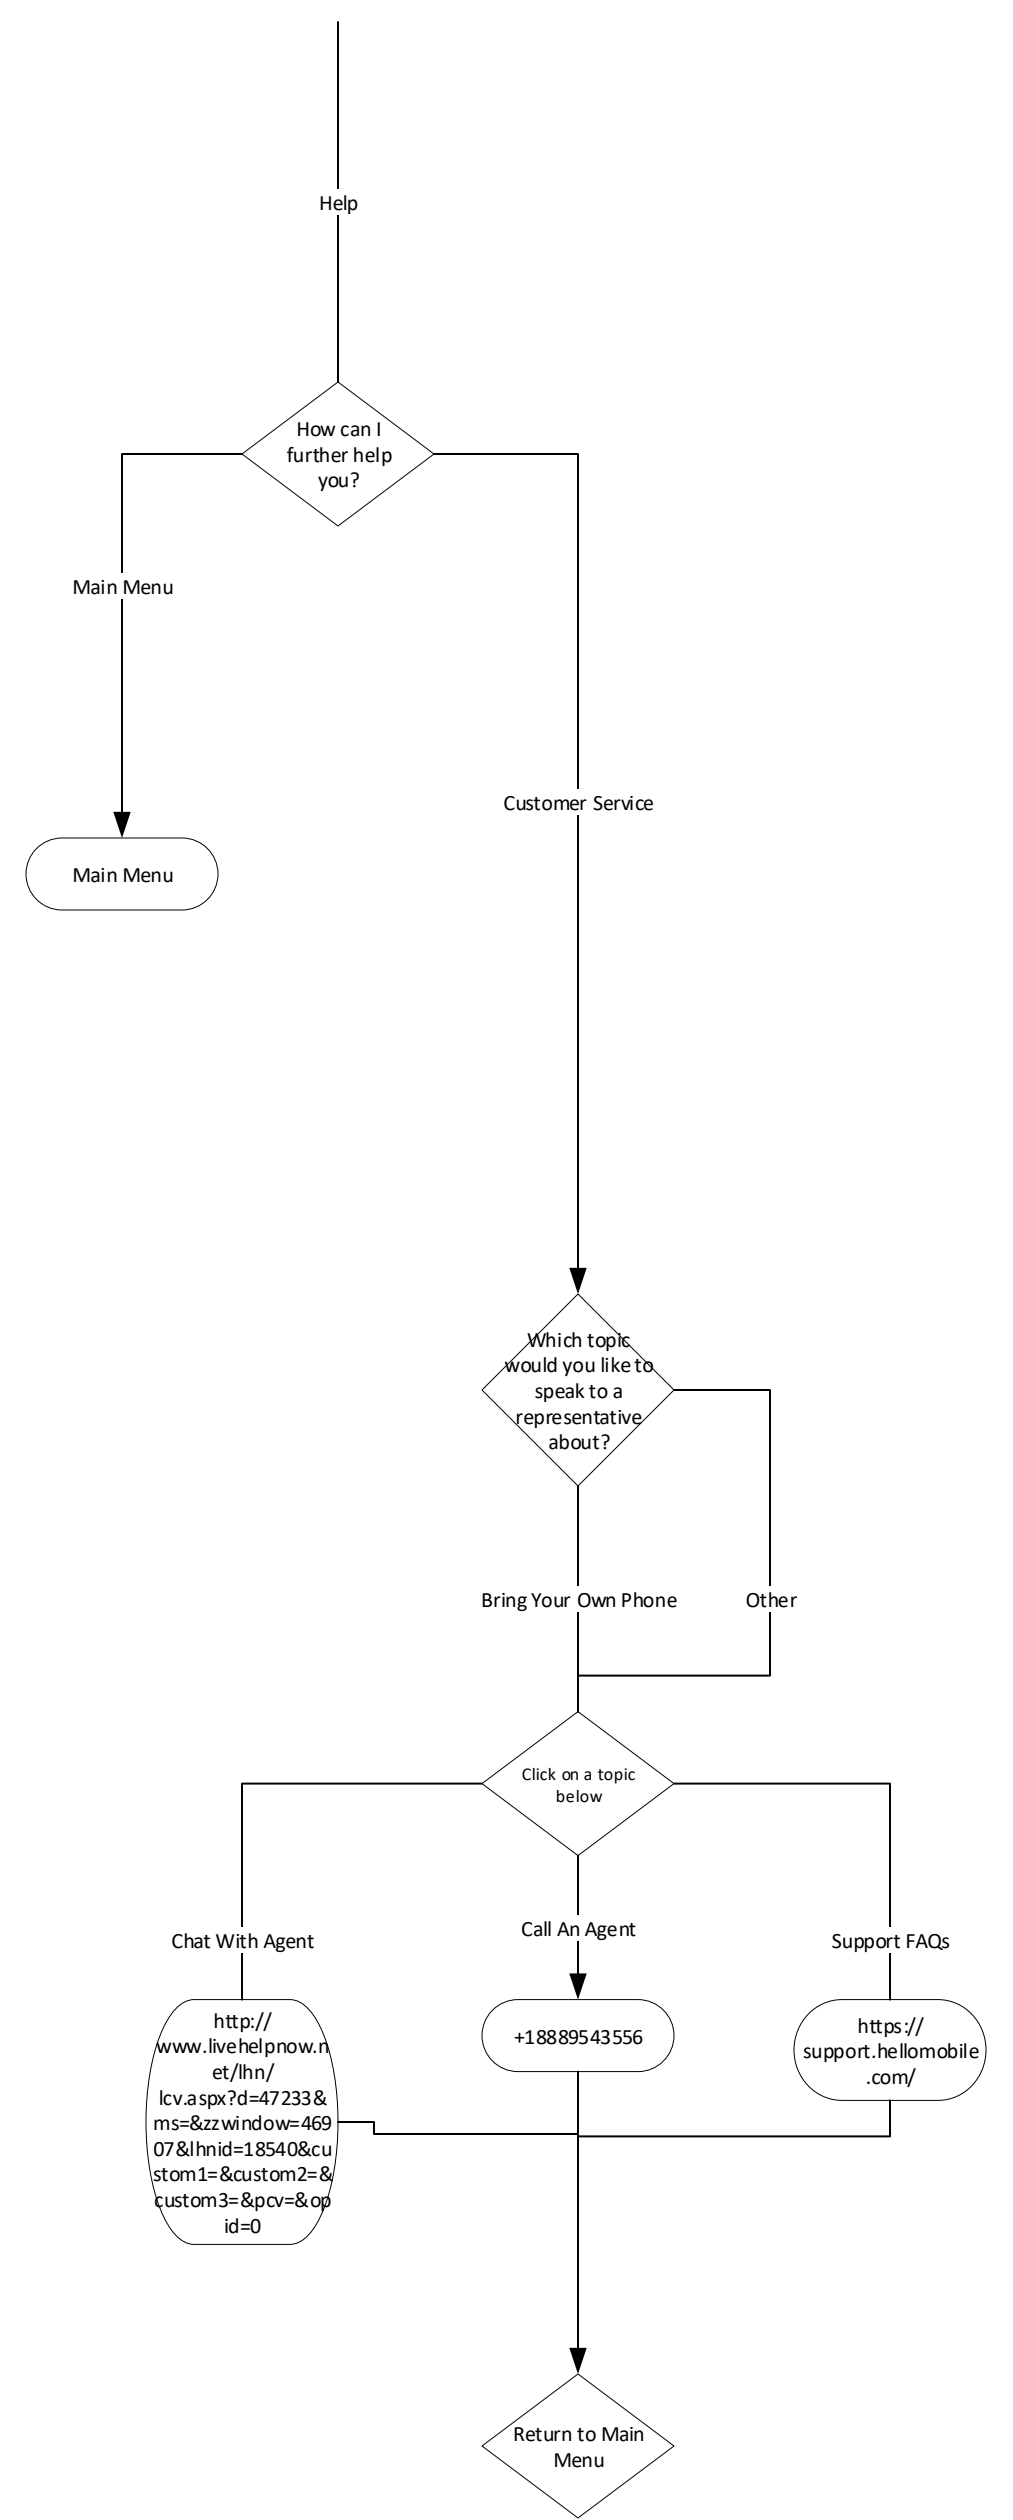 Help
How can I
further help
you?
Main Menu
Customer Service
Main Menu
Which topic
would you like to
speak to a
representative
about?
Bring Your Own Phone
Other
Click on a topic
below
Chat With Agent
Call An Agent
Support FAQs
http://
www.livehelpnow.n
et/lhn/
lcv.aspx?d=47233&
ms=&zzwindow=469
07&lhnid=18540&cu
stom1=&custom2=&
custom3=&pcv=&op
id=0
+18889543556
https://
support.hellomobile
.com/
Return to Main
Menu